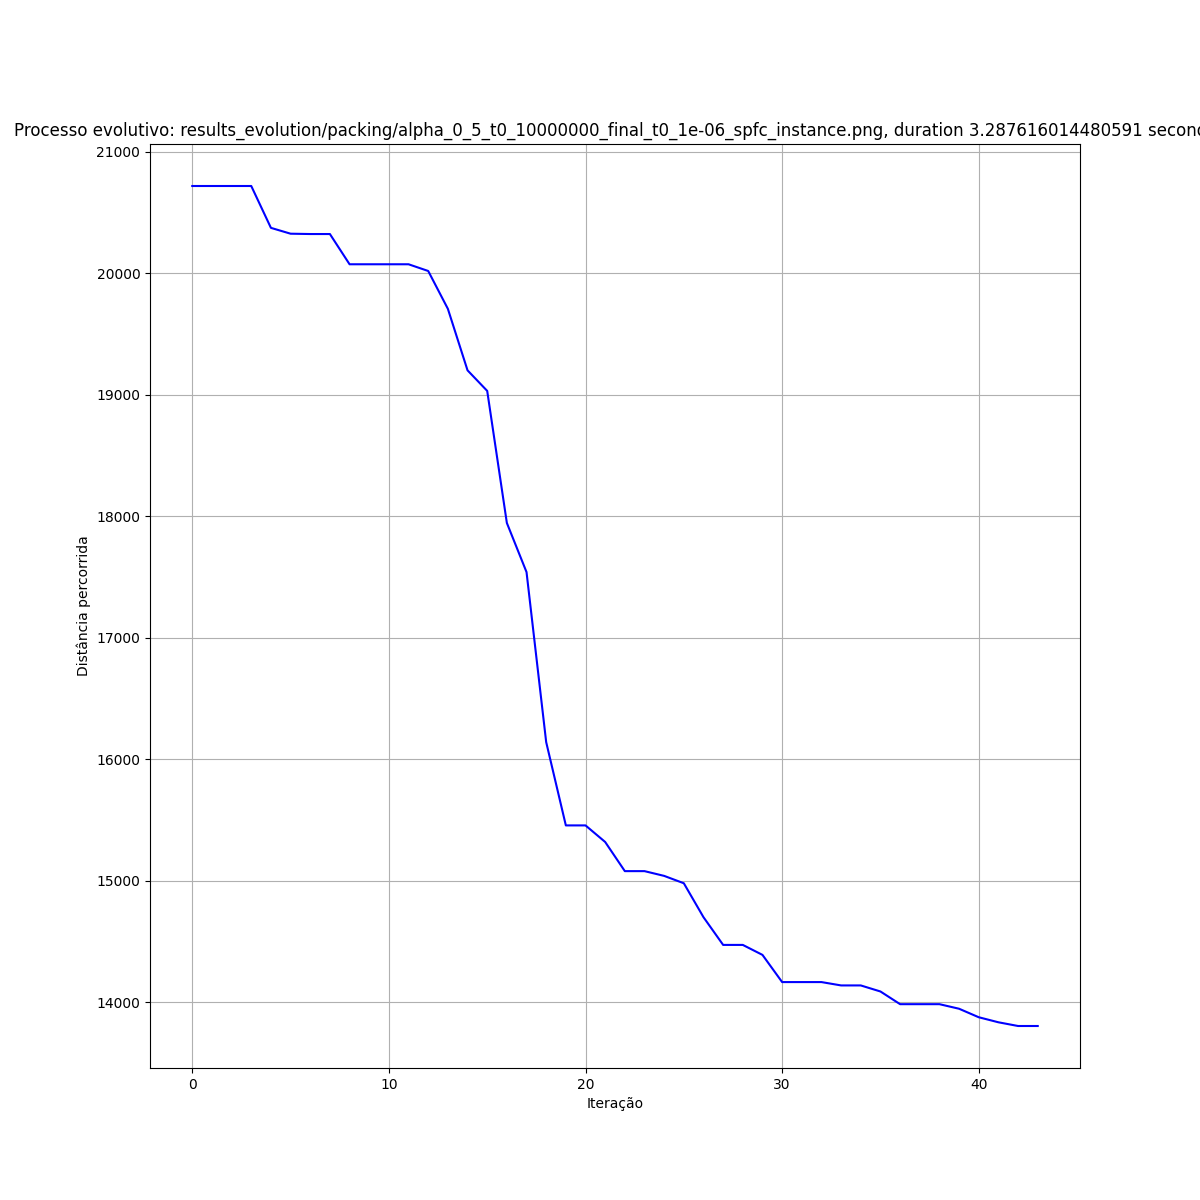 Processo evolutivo: results_evolution/packing/alpha_0_5_t0_10000000_final_t0_1e-06_spfc_instance.png, duration 3.287616014480591 secon
21000
20000
19000
18000
17000
16000
15000
14000
Distância percorrida
0 10 20 30 40
Iteração